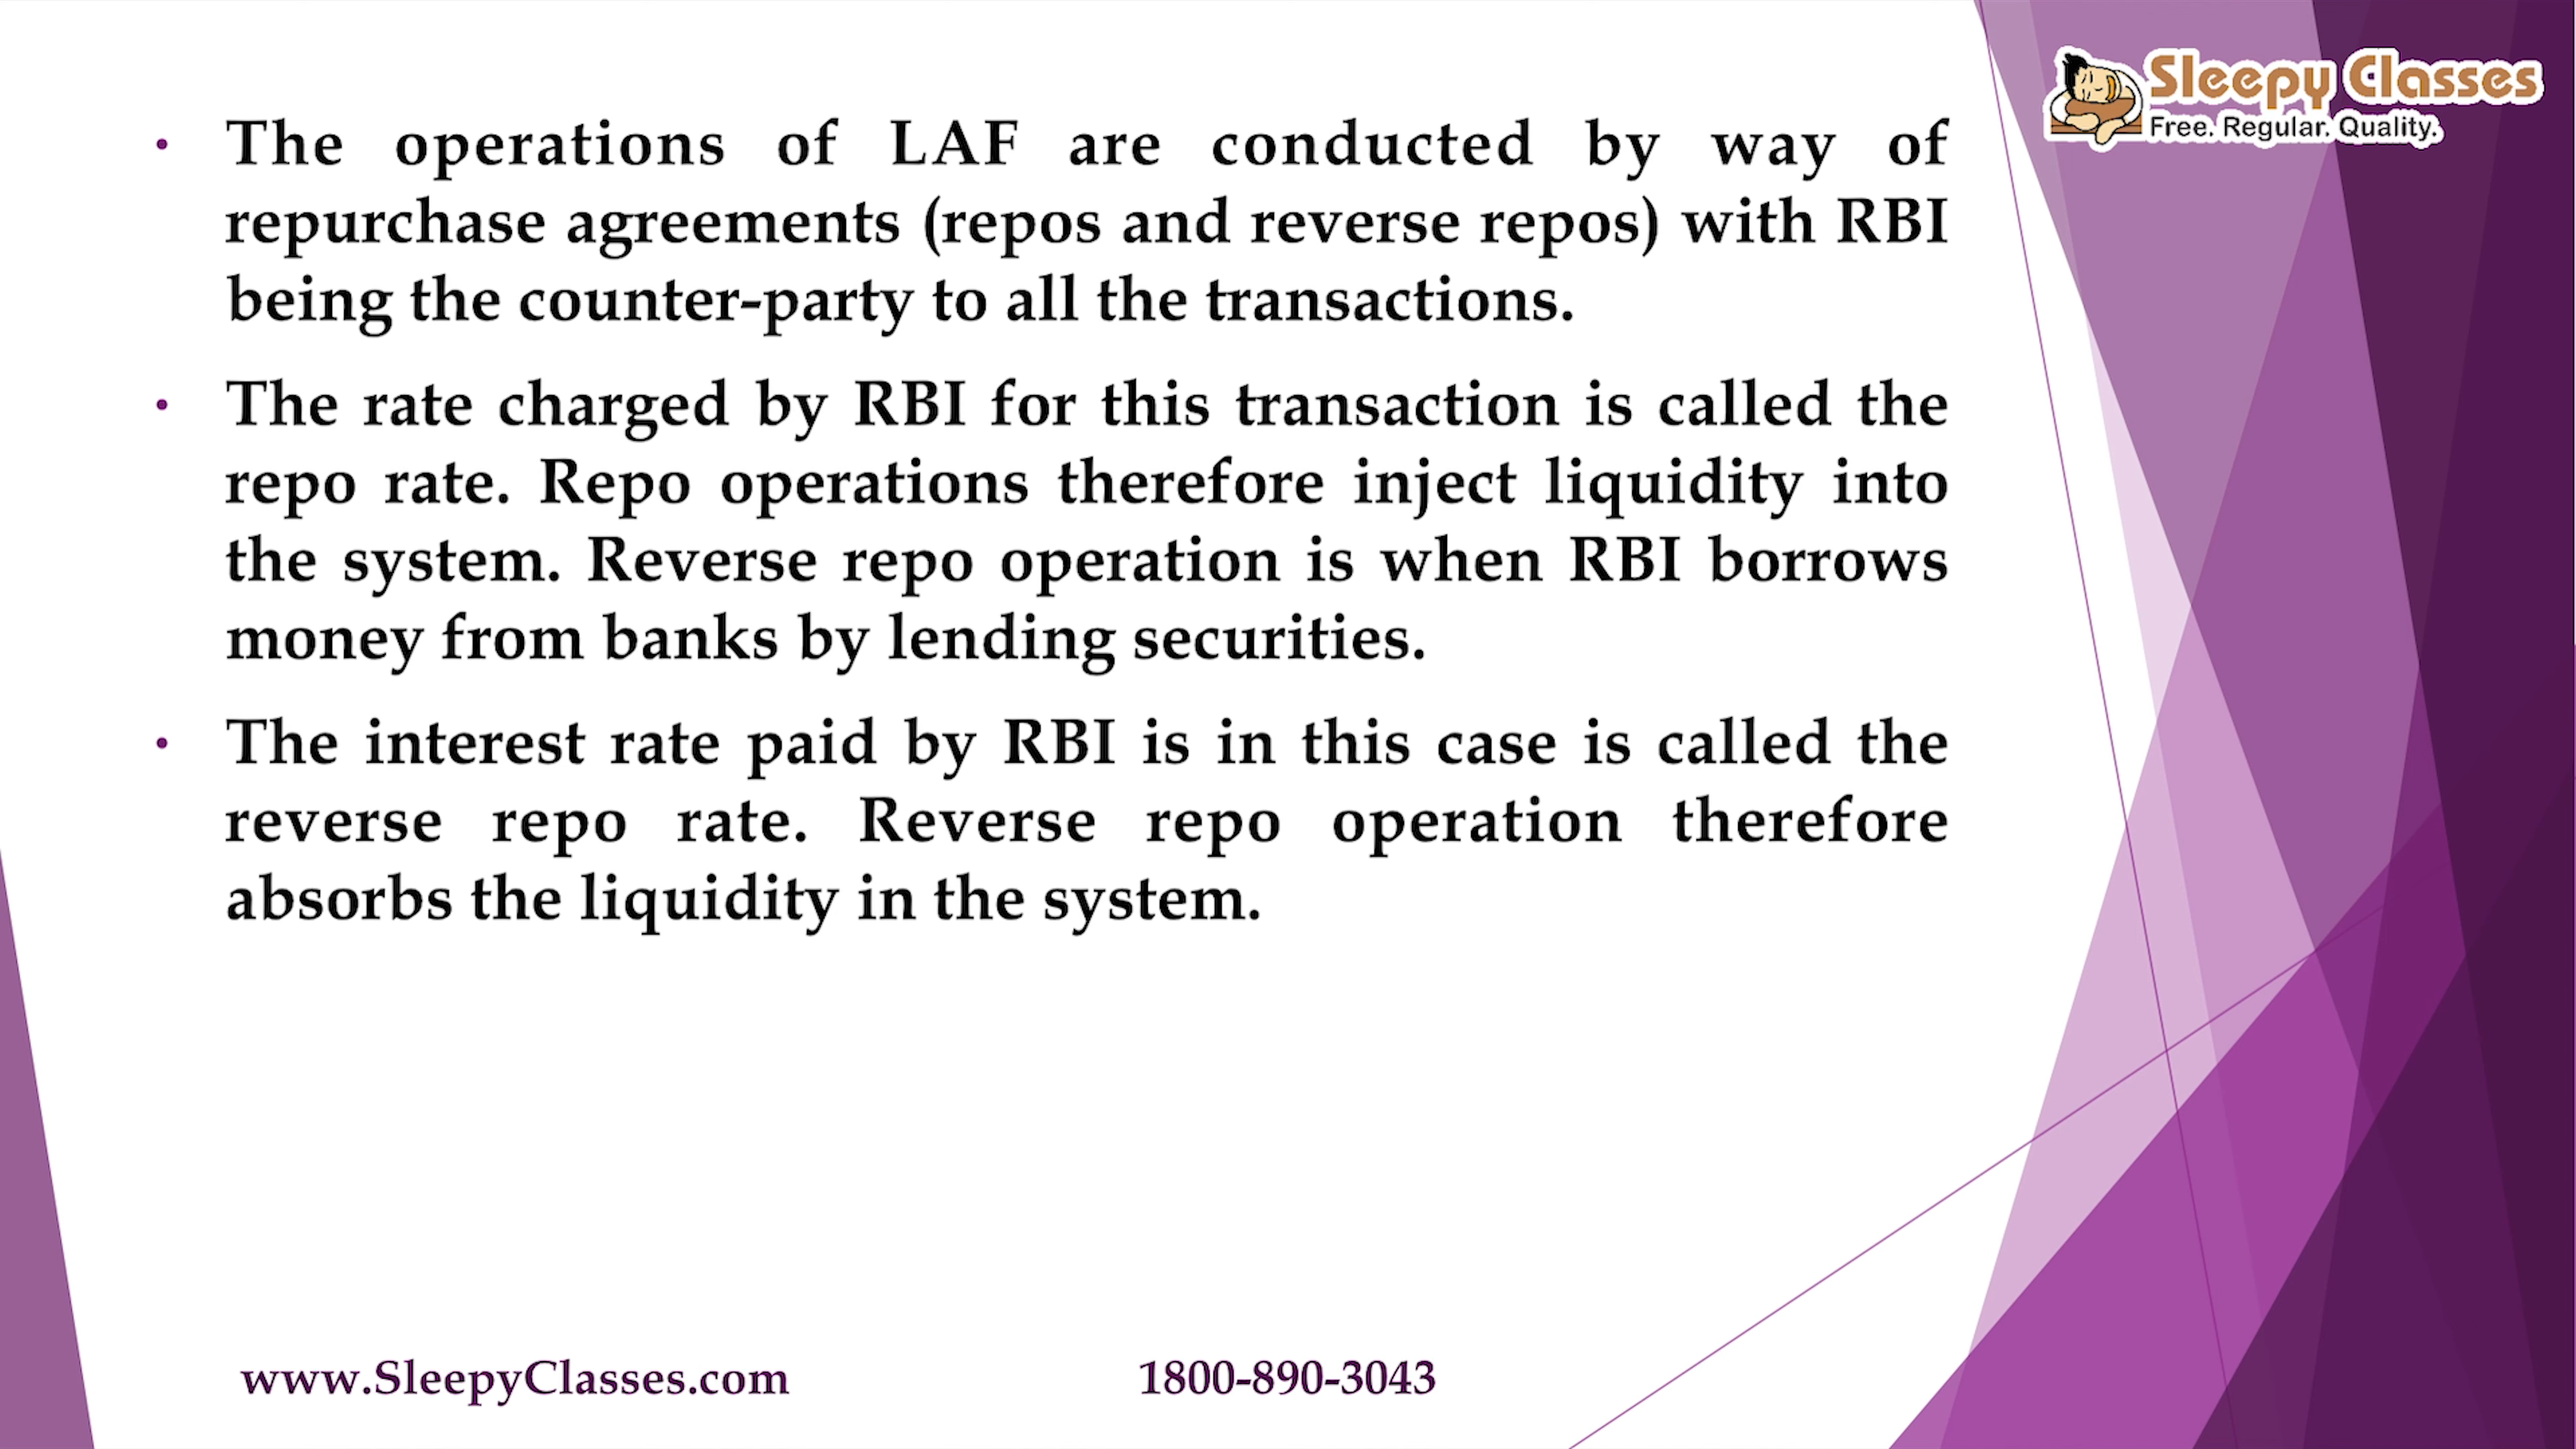 Sleepy Classes
Free. Regular. Quality.
• The operations of LAF are conducted by way of
repurchase agreements (repos and reverse repos) with RBI
being the counter-party to all the transactions.
• The rate charged by RBI for this transaction is called the
repo rate. Repo operations therefore inject liquidity into
the system. Reverse repo operation is when RBI borrows
money from banks by lending securities.
• The interest rate paid by RBI is in this case is called the
reverse repo rate. Reverse repo operation therefore
absorbs the liquidity in the system.
www.SleepyClasses.com
1800-890-3043